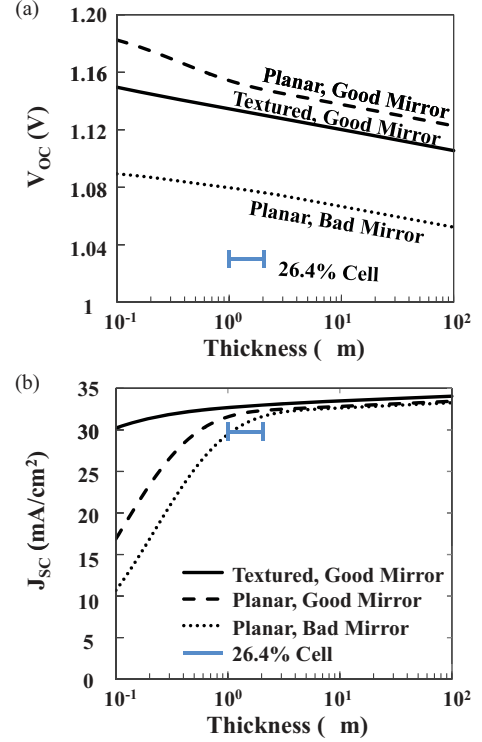 (a)
1.20
1.16
1.12
1.08
1.04
1
V_OC (V)
Planar, Good Mirror
Textured, Good Mirror
Planar, Bad Mirror
26.4% Cell
10^-1 10^0 10^1 10^2
Thickness ( m)
(b)
35
30
25
20
15
10
5
0
J_SC (mA/cm^2)
Textured, Good Mirror
Planar, Good Mirror
Planar, Bad Mirror
26.4% Cell
10^-1 10^0 10^1 10^2
Thickness ( m)